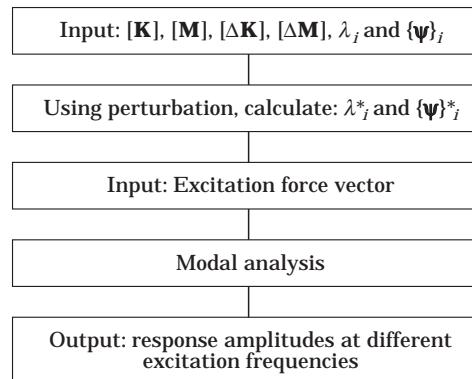 Input: [K], [M], [ΔK], [ΔM], λ_i and {ψ}_i
Using perturbation, calculate: λ*_i and {ψ}*_i
Input: Excitation force vector
Modal analysis
Output: response amplitudes at different
excitation frequencies